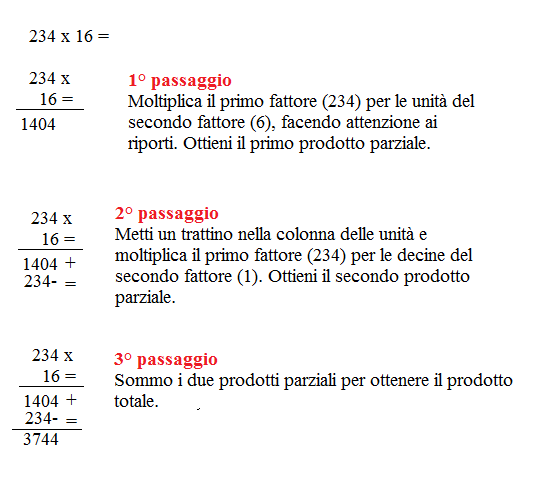 234 x 16 =
234 x
16 =
1404
1° passaggio
Moltiplica il primo fattore (234) per le unità del
secondo fattore (6), facendo attenzione ai
riporti. Ottieni il primo prodotto parziale.
234 x
16 =
1404 +
234- =
2° passaggio
Metti un trattino nella colonna delle unità e
moltiplica il primo fattore (234) per le decine del
secondo fattore (1). Ottieni il secondo prodotto
parziale.
234 x
16 =
1404 +
234- =
3744
3° passaggio
Sommo i due prodotti parziali per ottenere il prodotto
totale.